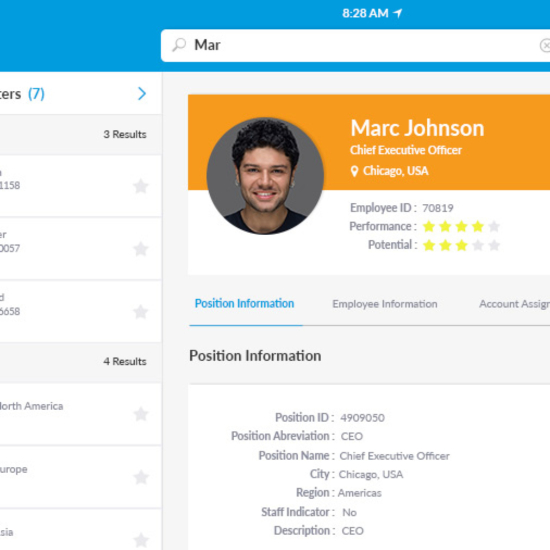 8:28 AM
Mar
ters (7)
3 Results
1158
er
0057
d
6658
4 Results
North America
urope
sia
Marc Johnson
Chief Executive Officer
Chicago, USA
Employee ID : 70819
Performance :
Potential :
Position Information
Employee Information
Account Assign
Position Information
Position ID : 4909050
Position Abreviation : CEO
Position Name : Chief Executive Officer
City : Chicago, USA
Region : Americas
Staff Indicator : No
Description : CEO